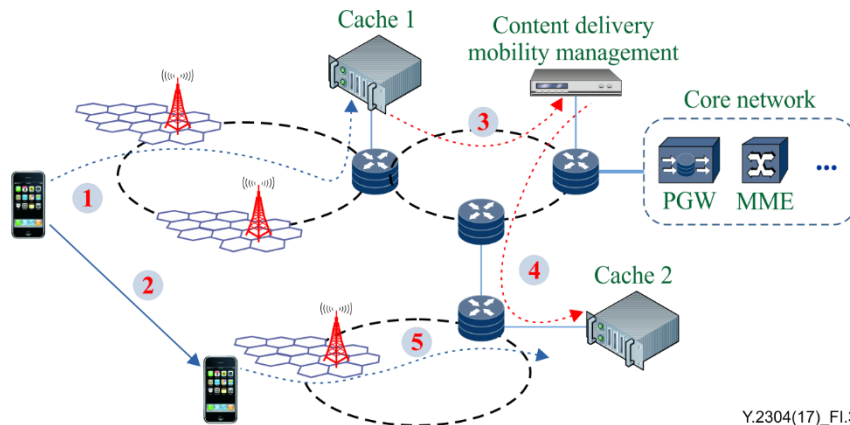 Cache 1
Content delivery
mobility management
Core network
3
1
PGW
MME
...
2
4
Cache 2
5
Y.2304(17)_FI.3